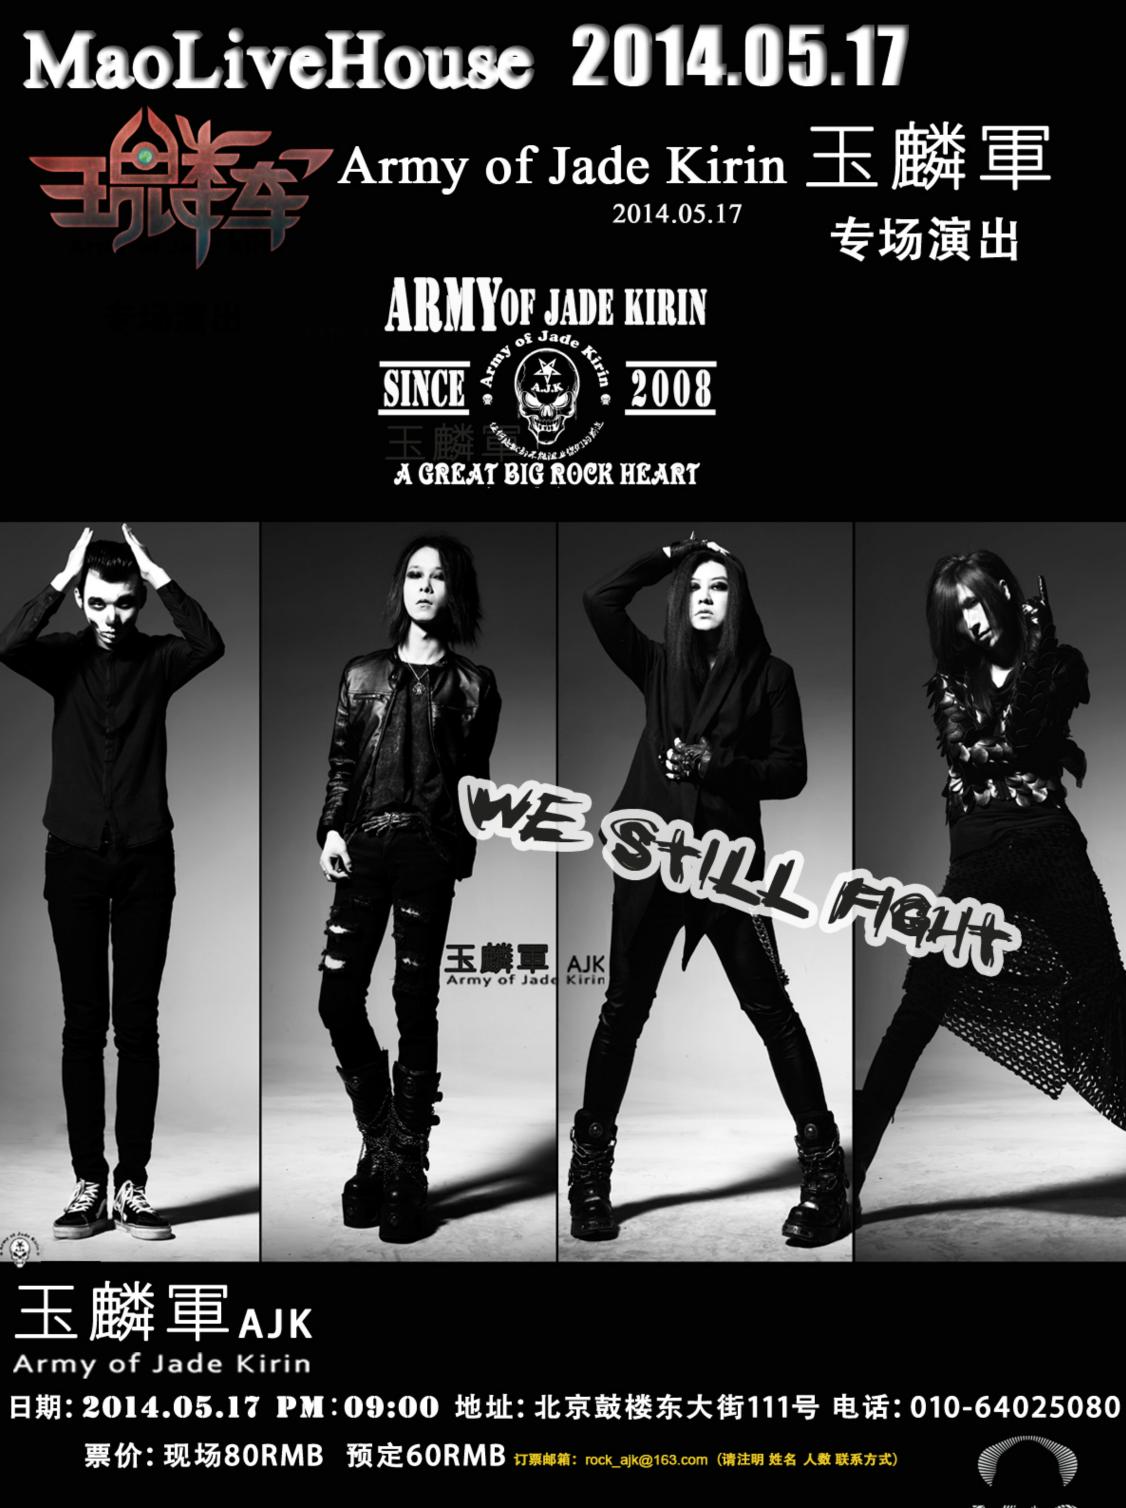 MaoLiveHouse 2014.05.17
Army of Jade Kirin 玉麟軍
2014.05.17
专场演出
专场演出
ARMY OF JADE KIRIN
Army of Jade Kirin
SINCE A.J.K 2008
玉麟軍
A GREAT BIG ROCK HEART
WE STILL FIGHT
玉麟軍 AJK
Army of Jade Kirin
玉麟軍 AJK
Army of Jade Kirin
日期: 2014.05.17 PM:09:00 地址: 北京鼓楼东大街111号 电话: 010-64025080
票价: 现场80RMB 预定60RMB 订票邮箱: rock_ajk@163.com (请注明 姓名 人数 联系方式)